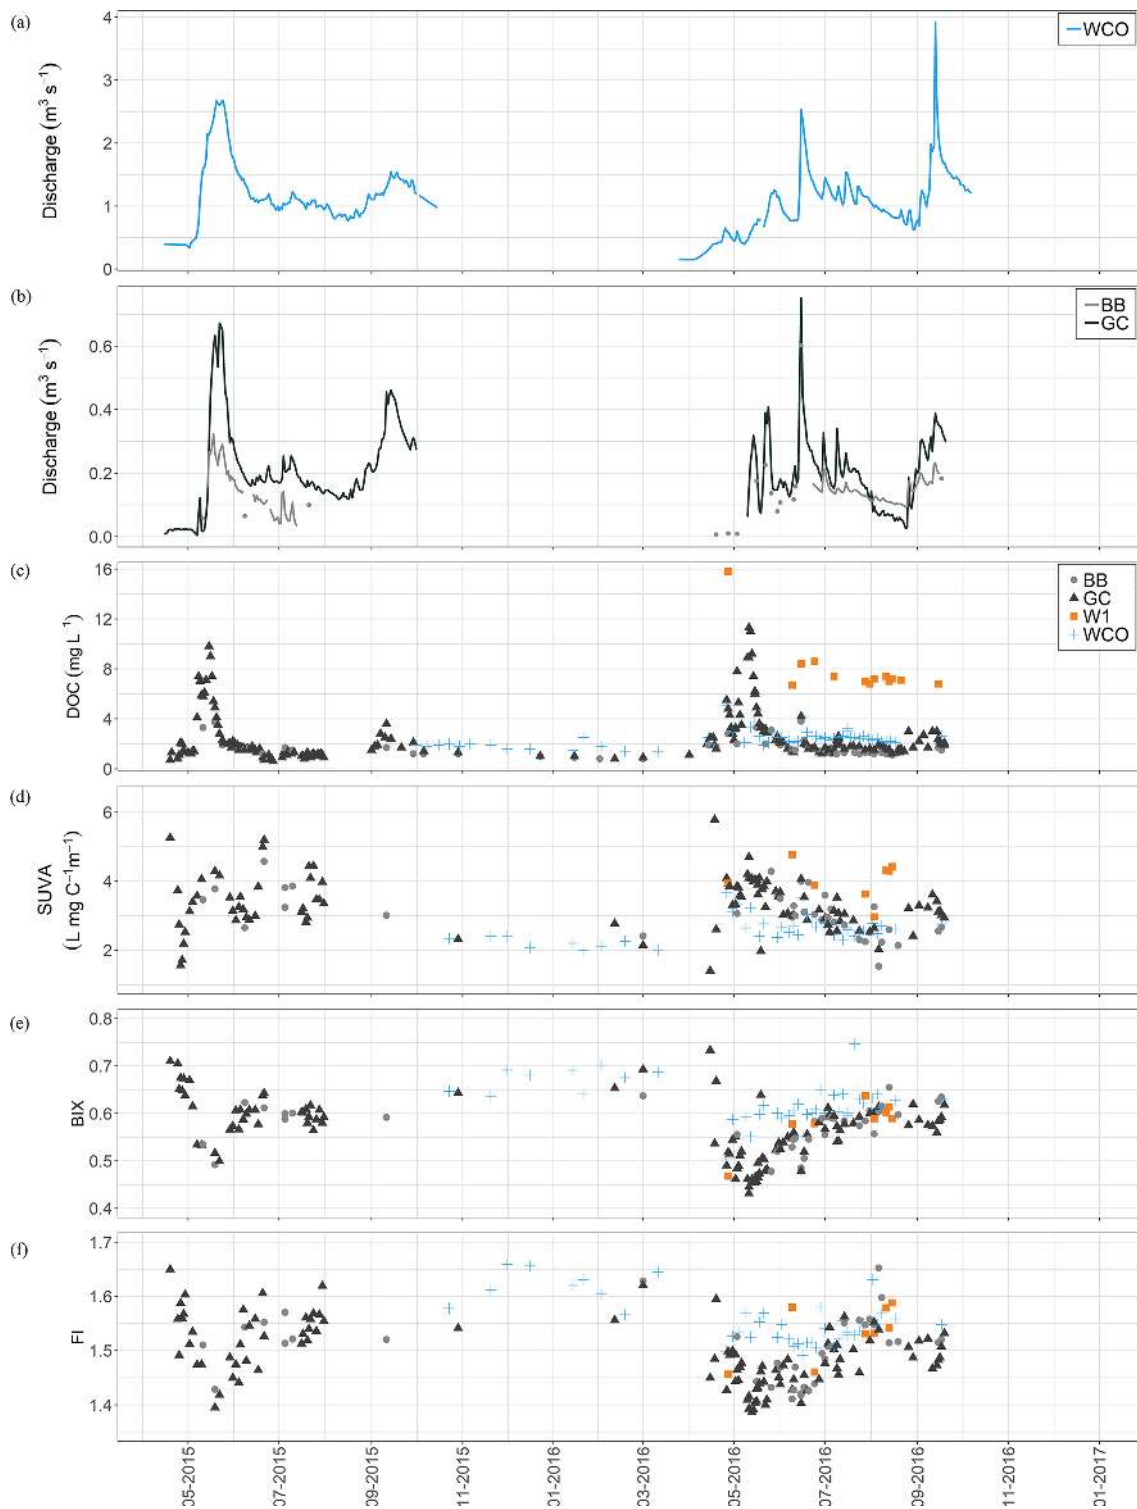 (a)
4
3
2
1
0
Discharge (m³ s⁻¹)
WCO
(b)
0.6
0.4
0.2
0.0
Discharge (m³ s⁻¹)
BB
GC
(c)
16
12
8
4
0
DOC (mg L⁻¹)
BB
GC
W1
WCO
(d)
6
4
2
SUVA
(L mg C⁻¹m⁻¹)
(e)
0.8
0.7
0.6
0.5
0.4
BIX
(f)
1.7
1.6
1.5
1.4
FI
05-2015
07-2015
09-2015
11-2015
01-2016
03-2016
05-2016
07-2016
09-2016
11-2016
01-2017